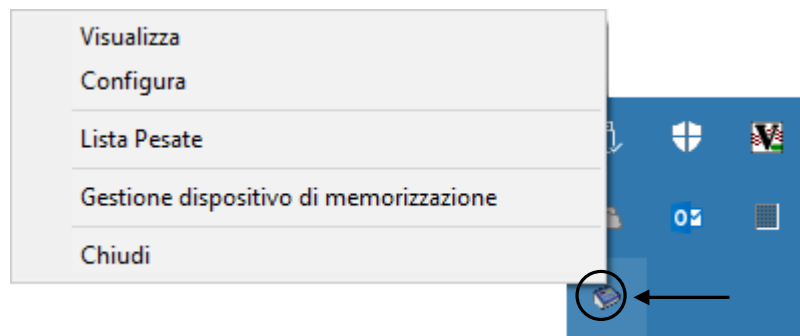 Visualizza
Configura
Lista Pesate
Gestione dispositivo di memorizzazione
Chiudi